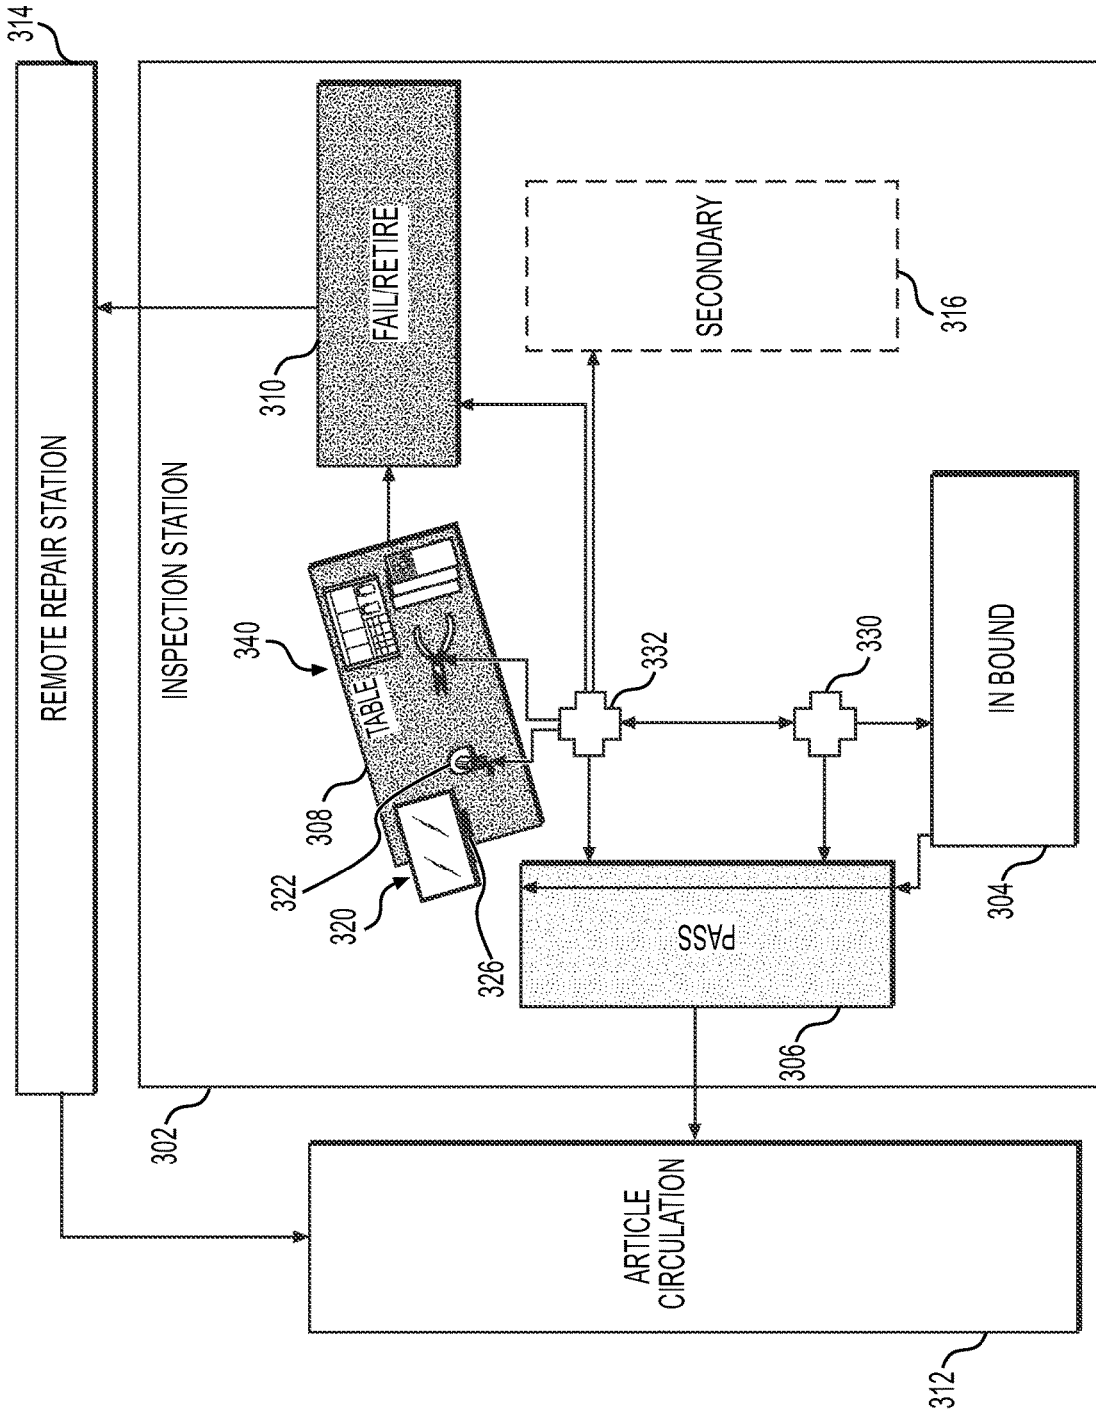 314
REMOTE REPAIR STATION
INSPECTION STATION
302
310
FAIL/RETIRE
340
TABLE
308
322
320
326
SECONDARY
316
332
330
PASS
306
IN BOUND
304
ARTICLE
CIRCULATION
312